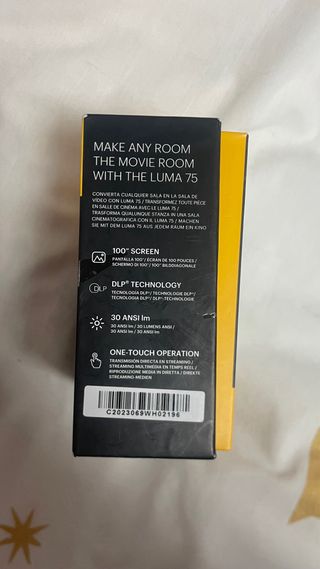 MAKE ANY ROOM
THE MOVIE ROOM
WITH THE LUMA 75
CONVIERTA CUALQUIER SALA EN LA SALA DE
VÍDEO CON LUMA 75 / TRANSFORMEZ TOUTE PIÈCE
EN SALLE DE CINÉMA AVEC LE LUMA 75 /
TRASFORMA QUALUNQUE STANZA IN UNA SALA
CINEMATOGRAFICA CON IL LUMA 75 / MACHEN
SIE MIT DEM LUMA 75 AUS JEDEM RAUM EIN KINO
100" SCREEN
PANTALLA 100" / ÉCRAN DE 100 POUCES /
SCHERMO DI 100" / 100" BILDDIAGONALE
DLP
DLP® TECHNOLOGY
TECNOLOGÍA DLP® / TECHNOLOGIE DLP® /
TECNOLOGIA DLP® / DLP®-TECHNOLOGIE
30 ANSI lm
30 ANSI lm / 30 LUMENS ANSI /
30 ANSI lm / 30 ANSI lm
ONE-TOUCH OPERATION
TRANSMISIÓN DIRECTA EN STREAMING /
STREAMING MULTIMÉDIA EN TEMPS RÉEL /
RIPRODUZIONE MEDIA IN DIRETTA / DIREKTE
STREAMING-MEDIEN
C2023069WH02196